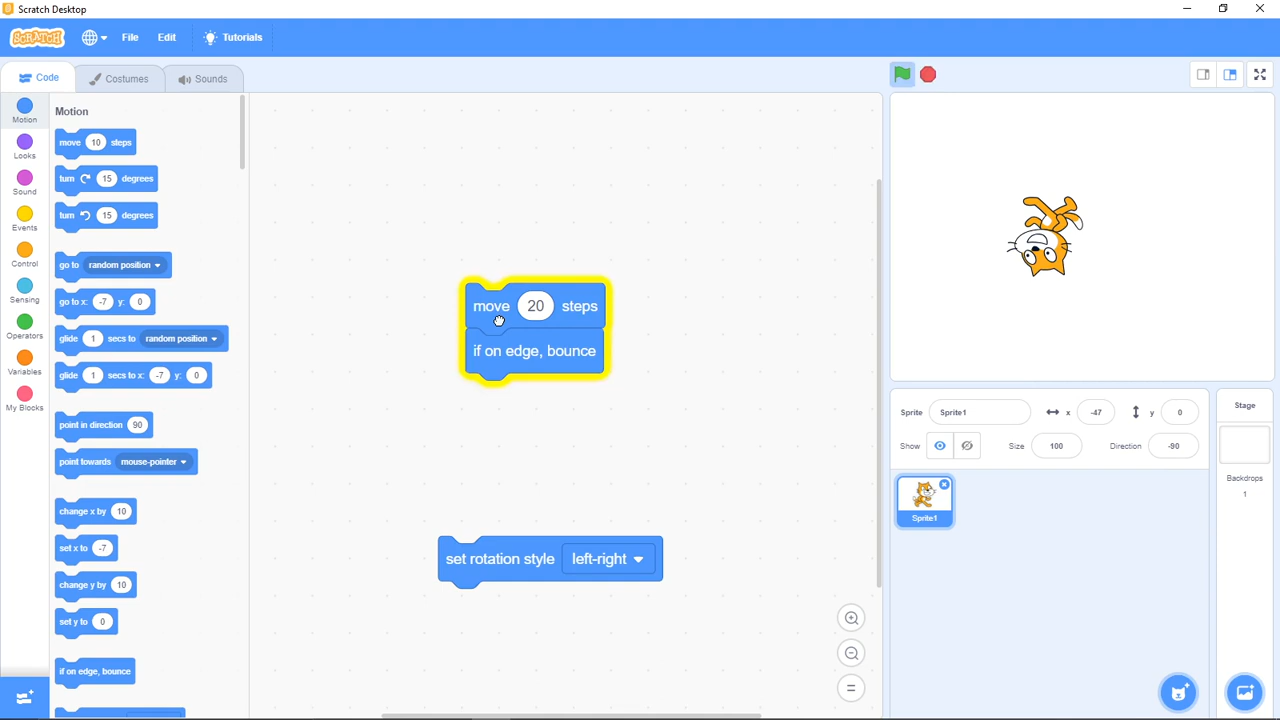 Scratch Desktop
SCRATCH File Edit Tutorials
Code Costumes Sounds
Motion
Looks
Sound
Events
Control
Sensing
Operators
Variables
My Blocks
Motion
move 10 steps
turn 15 degrees
turn 15 degrees
go to random position
go to x: -7 y: 0
glide 1 secs to random position
glide 1 secs to x: -7 y: 0
point in direction 90
point towards mouse-pointer
change x by 10
set x to -7
change y by 10
set y to 0
if on edge, bounce
move 20 steps
if on edge, bounce
set rotation style left-right
Sprite Sprite1 x -47 y 0
Show Size 100 Direction -90
Sprite1
Stage
Backdrops
1